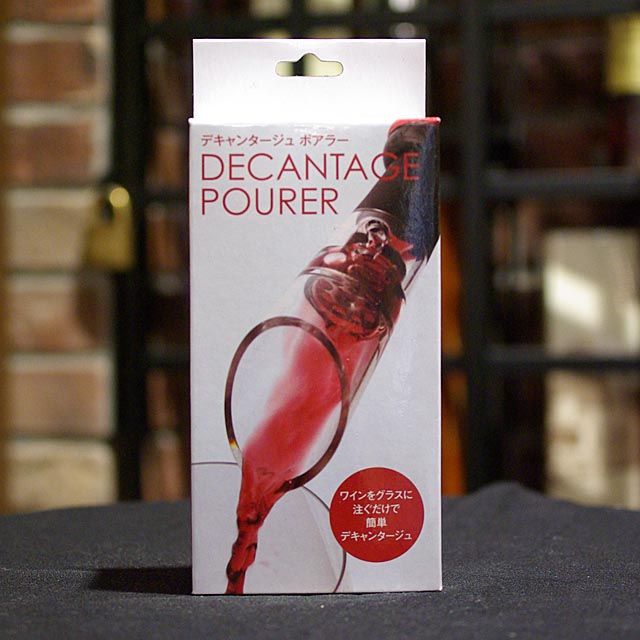 デキャンタージュ ポアラー
DECANTAGE
POURER
ワインをグラスに
注ぐだけで
簡単
デキャンタージュ